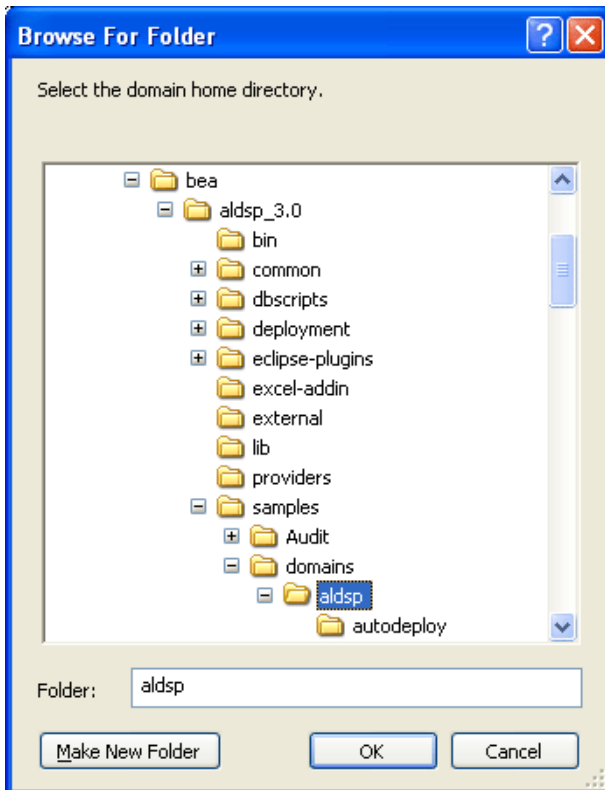 Browse For Folder
Select the domain home directory.
bea
aldsp_3.0
bin
common
dbscripts
deployment
eclipse-plugins
excel-addin
external
lib
providers
samples
Audit
domains
aldsp
autodeploy
Folder: aldsp
Make New Folder OK Cancel